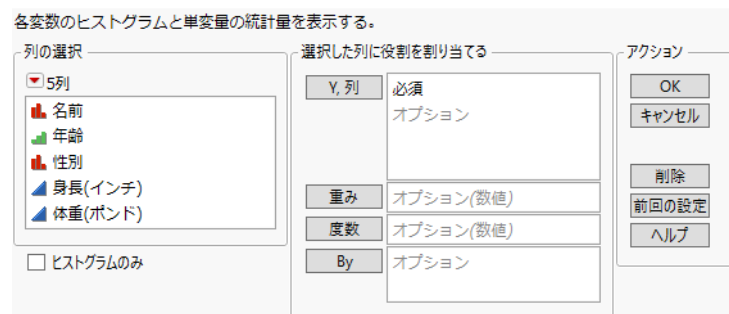 各変数のヒストグラムと単変量の統計量を表示する。
列の選択
5列
名前
年齢
性別
身長(インチ)
体重(ポンド)
ヒストグラムのみ
選択した列に役割を割り当てる
Y, 列
必須
オプション
重み
オプション(数値)
度数
オプション(数値)
By
オプション
アクション
OK
キャンセル
削除
前回の設定
ヘルプ